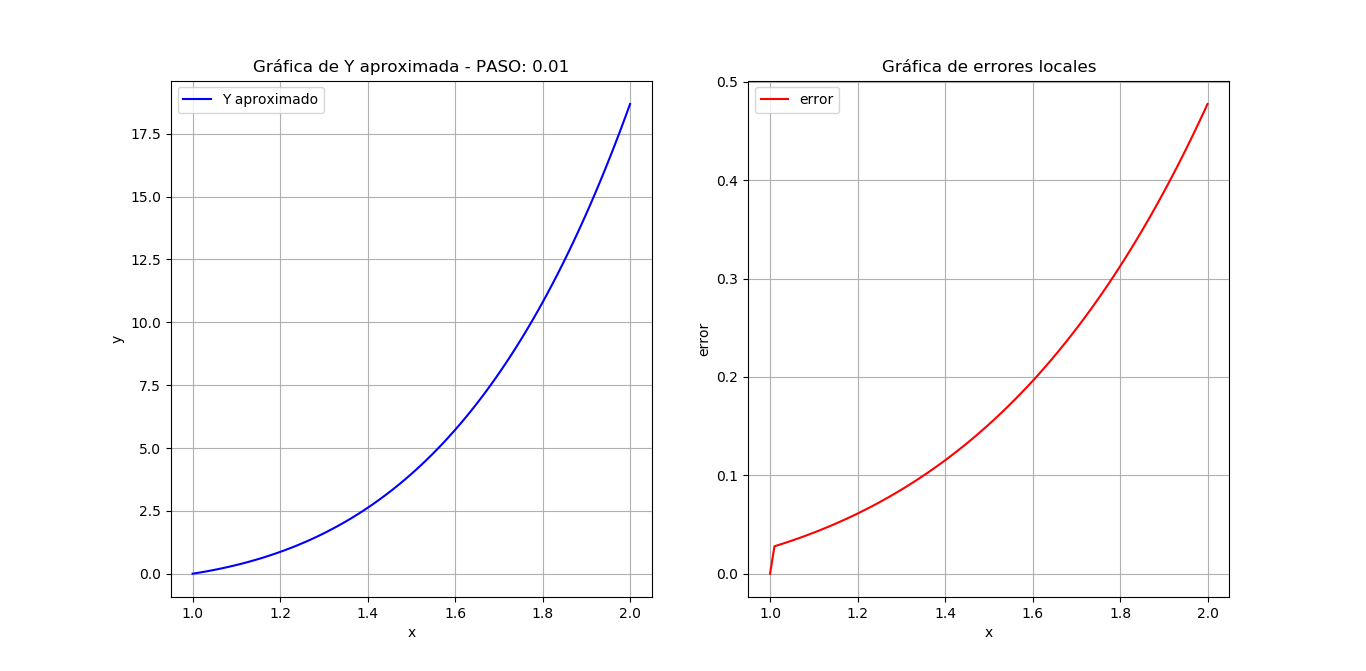 Gráfica de Y aproximada - PASO: 0.01
Y aproximado
17.5
15.0
12.5
10.0
7.5
5.0
2.5
0.0
y
1.0 1.2 1.4 1.6 1.8 2.0
x
Gráfica de errores locales
error
0.5
0.4
0.3
0.2
0.1
0.0
error
1.0 1.2 1.4 1.6 1.8 2.0
x